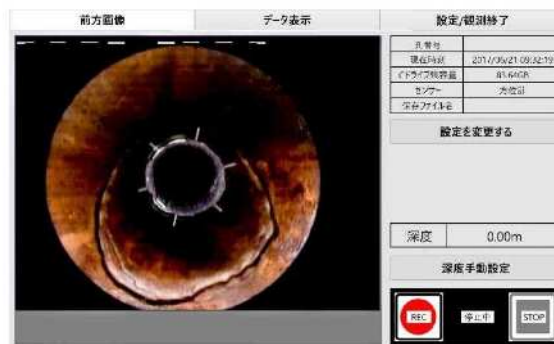 前方画像 データ表示 設定/観測終了
孔番号
現在時刻 2017/06/21 09:32:19
Cドライブ残容量 83.64GB
センサー 方位計
保存ファイル名
設定を変更する
深度 0.00m
深度手動設定
REC 停止中 STOP